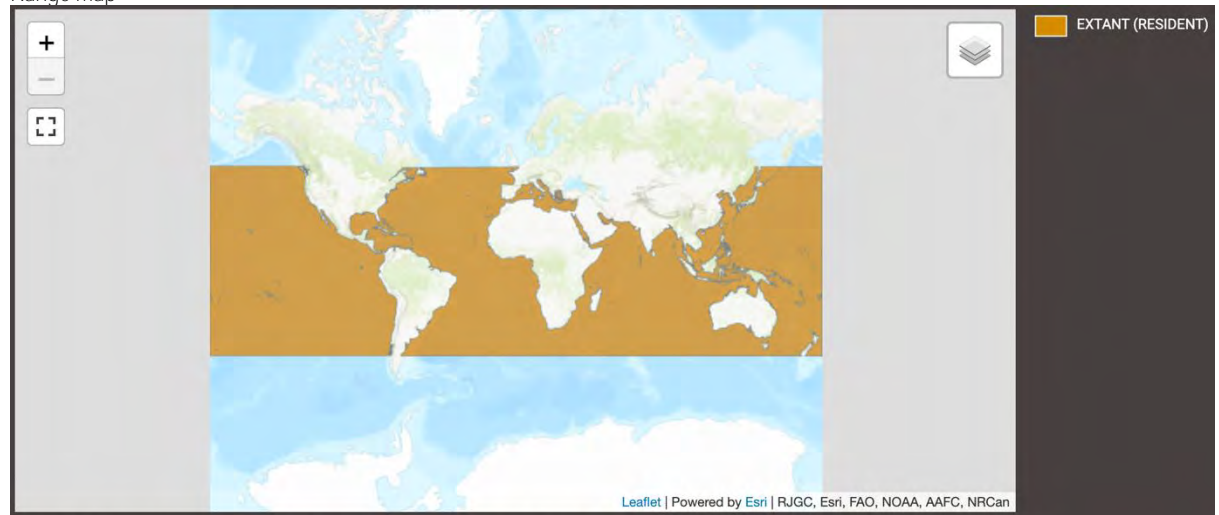 Range map
+
−
EXTANT (RESIDENT)
Leaflet | Powered by Esri | RJGC, Esri, FAO, NOAA, AAFC, NRCan